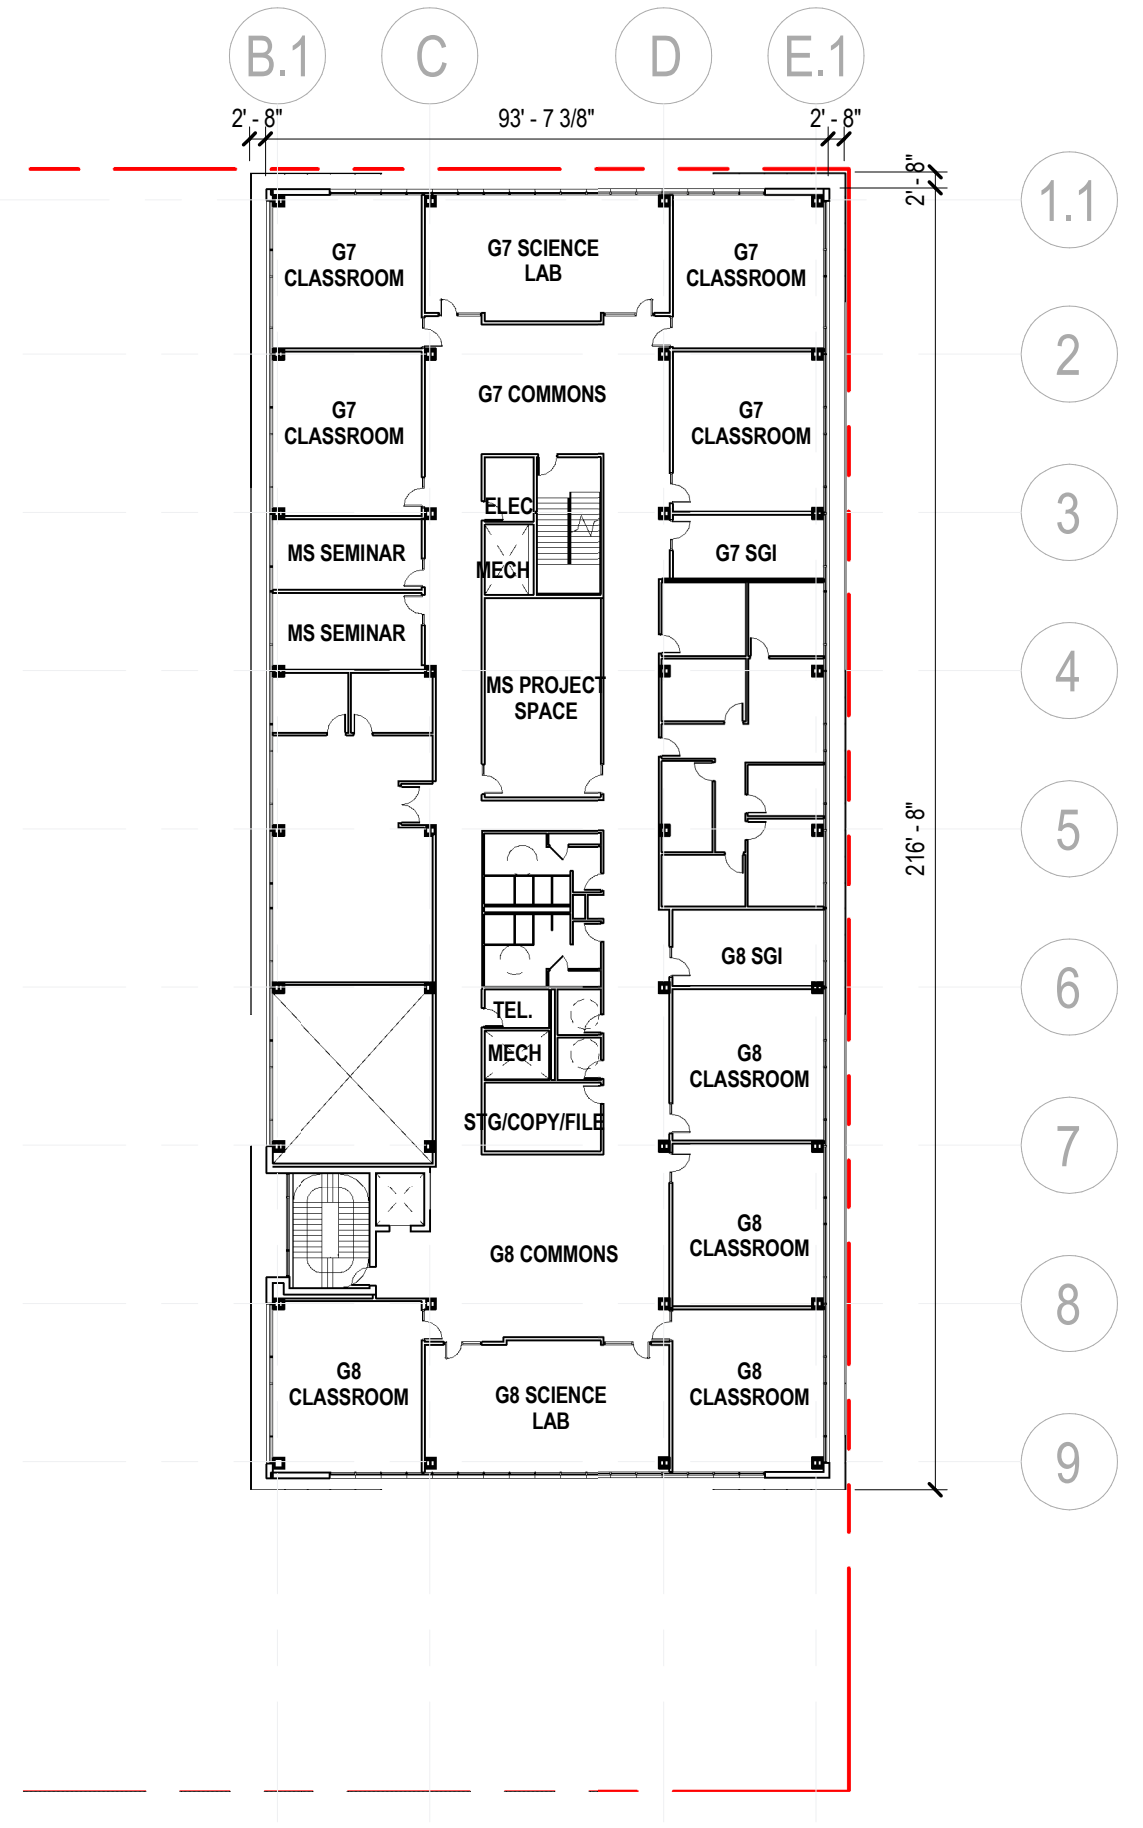 B.1
C
D
E.1
2' - 8"
93' - 7 3/8"
2' - 8"
2' - 8"
1.1
G7
CLASSROOM
G7 SCIENCE
LAB
G7
CLASSROOM
2
G7 COMMONS
G7
CLASSROOM
G7
CLASSROOM
ELEC
3
MS SEMINAR
MECH
G7 SGI
MS SEMINAR
4
MS PROJECT
SPACE
5
216' - 8"
G8 SGI
6
TEL.
MECH
G8
CLASSROOM
STG/COPY/FILE
7
G8
CLASSROOM
G8 COMMONS
8
G8
CLASSROOM
G8 SCIENCE
LAB
G8
CLASSROOM
9